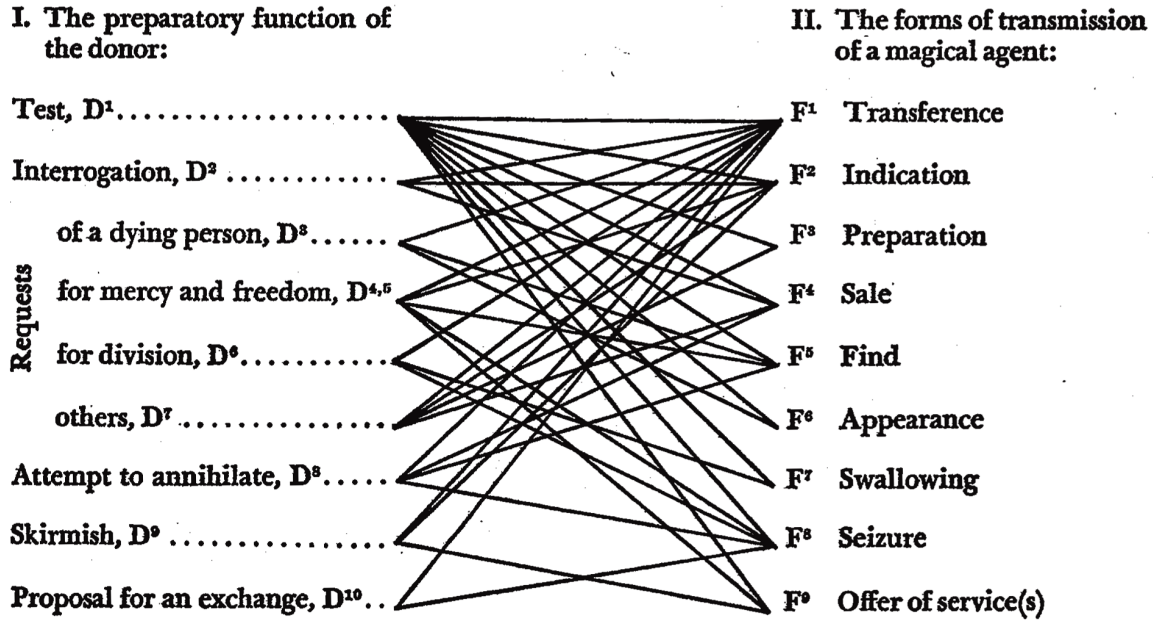 I. The preparatory function of
the donor:
Test, D¹....................
Interrogation, D² ............
of a dying person, D³......
for mercy and freedom, D⁴,⁵
Requests
for division, D⁶...........
others, D⁷ ...............
Attempt to annihilate, D⁸.....
Skirmish, D⁹ ................
Proposal for an exchange, D¹⁰..
II. The forms of transmission
of a magical agent:
F¹ Transference
F² Indication
F³ Preparation
F⁴ Sale
F⁵ Find
F⁶ Appearance
F⁷ Swallowing
F⁸ Seizure
F⁹ Offer of service(s)